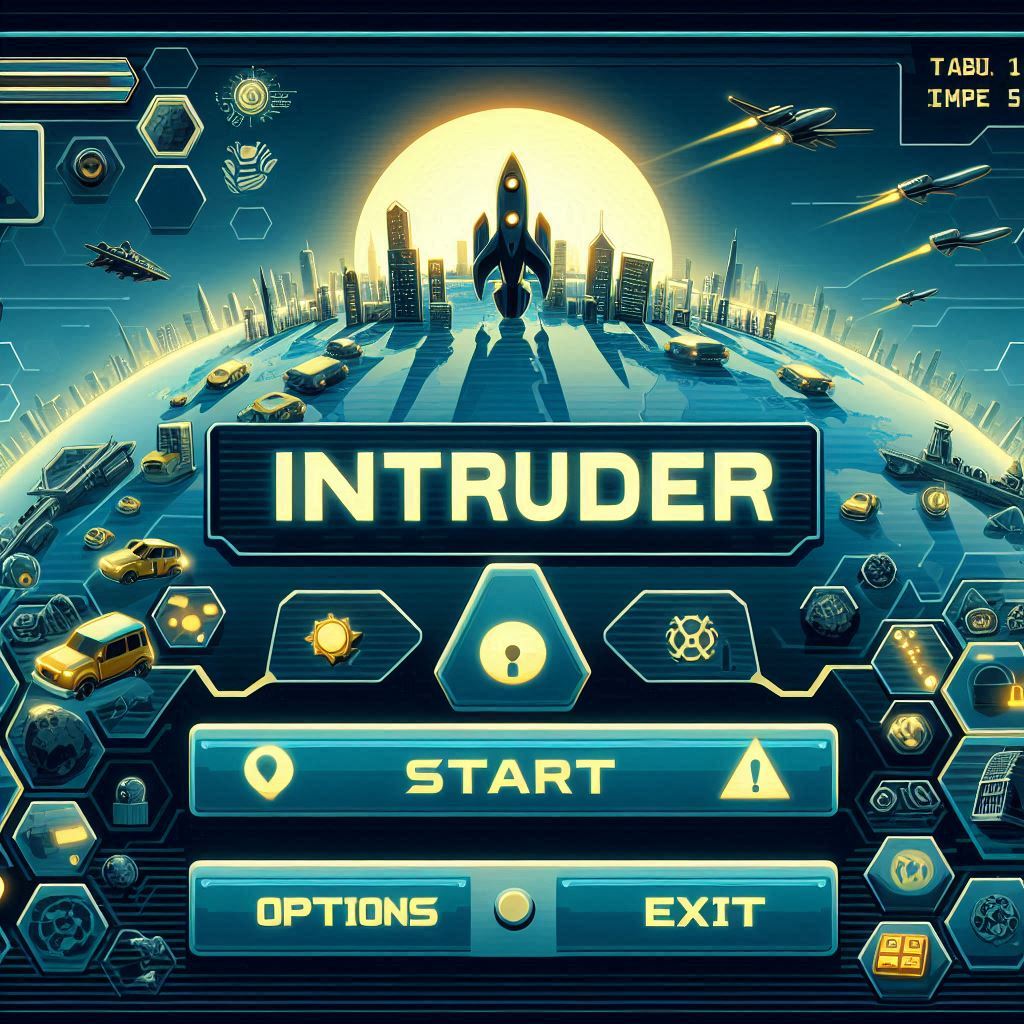 TABU. 1
IMPE 5
INTRUDER
START
OPTIONS
EXIT